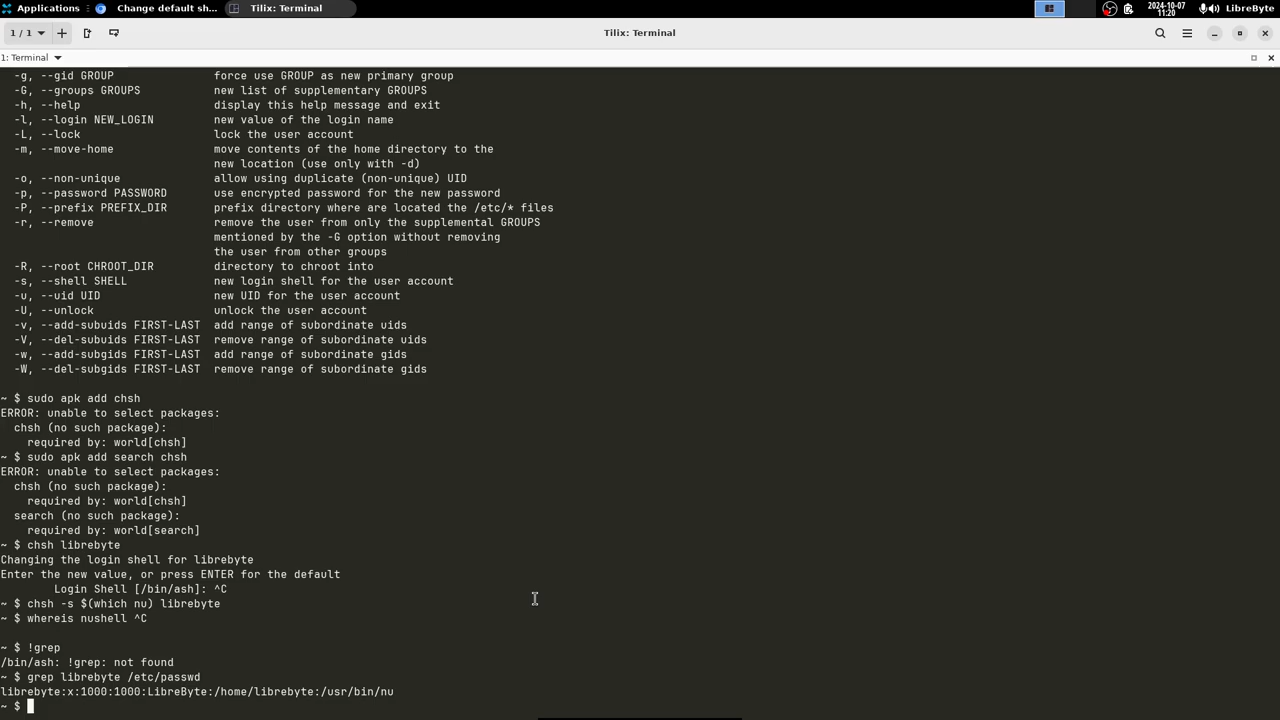 Applications
Change default sh...
Tilix: Terminal
2024-10-07
11:20
LibreByte
1 / 1
Tilix: Terminal
1: Terminal
-g, --gid GROUP               force use GROUP as new primary group
-G, --groups GROUPS           new list of supplementary GROUPS
-h, --help                    display this help message and exit
-l, --login NEW_LOGIN         new value of the login name
-L, --lock                    lock the user account
-m, --move-home               move contents of the home directory to the
new location (use only with -d)
-o, --non-unique              allow using duplicate (non-unique) UID
-p, --password PASSWORD       use encrypted password for the new password
-P, --prefix PREFIX_DIR       prefix directory where are located the /etc/* files
-r, --remove                  remove the user from only the supplemental GROUPS
mentioned by the -G option without removing
the user from other groups
-R, --root CHROOT_DIR         directory to chroot into
-s, --shell SHELL             new login shell for the user account
-u, --uid UID                 new UID for the user account
-U, --unlock                  unlock the user account
-v, --add-subuids FIRST-LAST  add range of subordinate uids
-V, --del-subuids FIRST-LAST  remove range of subordinate uids
-w, --add-subgids FIRST-LAST  add range of subordinate gids
-W, --del-subgids FIRST-LAST  remove range of subordinate gids
~ $ sudo apk add chsh
ERROR: unable to select packages:
chsh (no such package):
required by: world[chsh]
~ $ sudo apk add search chsh
ERROR: unable to select packages:
chsh (no such package):
required by: world[chsh]
search (no such package):
required by: world[search]
~ $ chsh librebyte
Changing the login shell for librebyte
Enter the new value, or press ENTER for the default
Login Shell [/bin/ash]: ^C
~ $ chsh -s $(which nu) librebyte
~ $ whereis nushell ^C
~ $ !grep
/bin/ash: !grep: not found
~ $ grep librebyte /etc/passwd
librebyte:x:1000:1000:LibreByte:/home/librebyte:/usr/bin/nu
~ $